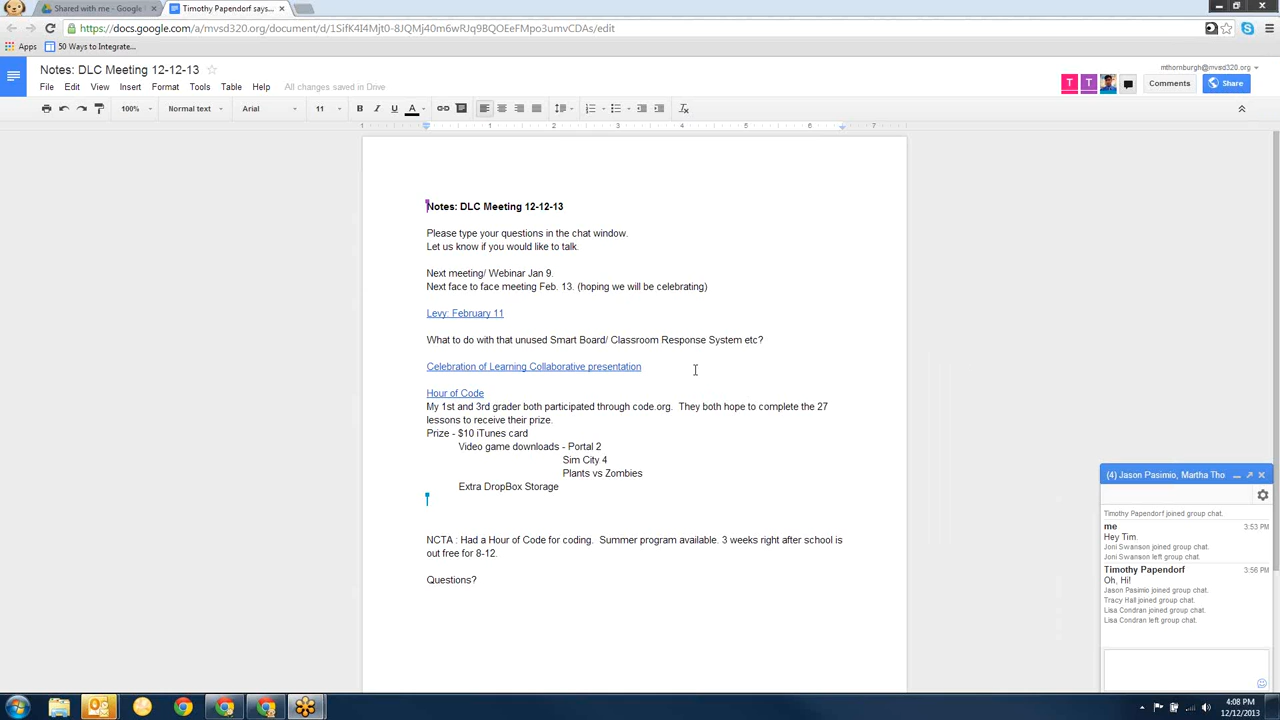 Shared with me - Google
Timothy Papendorf says...
https://docs.google.com/a/mvsd320.org/document/d/1SifK4I4Mjt0-8JQMj40m6wRJq9BQOEeFMpo3umvCDAs/edit
Apps
50 Ways to Integrate...
mthornburgh@mvsd320.org
Notes: DLC Meeting 12-12-13
File Edit View Insert Format Tools Table Help All changes saved in Drive
T T Comments Share
100% Normal text Arial 11 B I U A
1 1 2 3 4 5 6 7
Notes: DLC Meeting 12-12-13
Please type your questions in the chat window.
Let us know if you would like to talk.
Next meeting/ Webinar Jan 9.
Next face to face meeting Feb. 13. (hoping we will be celebrating)
Levy: February 11
What to do with that unused Smart Board/ Classroom Response System etc?
Celebration of Learning Collaborative presentation
Hour of Code
My 1st and 3rd grader both participated through code.org. They both hope to complete the 27
lessons to receive their prize.
Prize - $10 iTunes card
Video game downloads - Portal 2
Sim City 4
Plants vs Zombies
Extra DropBox Storage
NCTA : Had a Hour of Code for coding. Summer program available. 3 weeks right after school is
out free for 8-12.
Questions?
(4) Jason Pasimio, Martha Tho
Timothy Papendorf joined group chat.
me 3:53 PM
Hey Tim.
Joni Swanson joined group chat.
Joni Swanson left group chat.
Timothy Papendorf 3:56 PM
Oh, Hi!
Jason Pasimio joined group chat.
Tracy Hall joined group chat.
Lisa Condran joined group chat.
Lisa Condran left group chat.
4:08 PM
12/12/2013